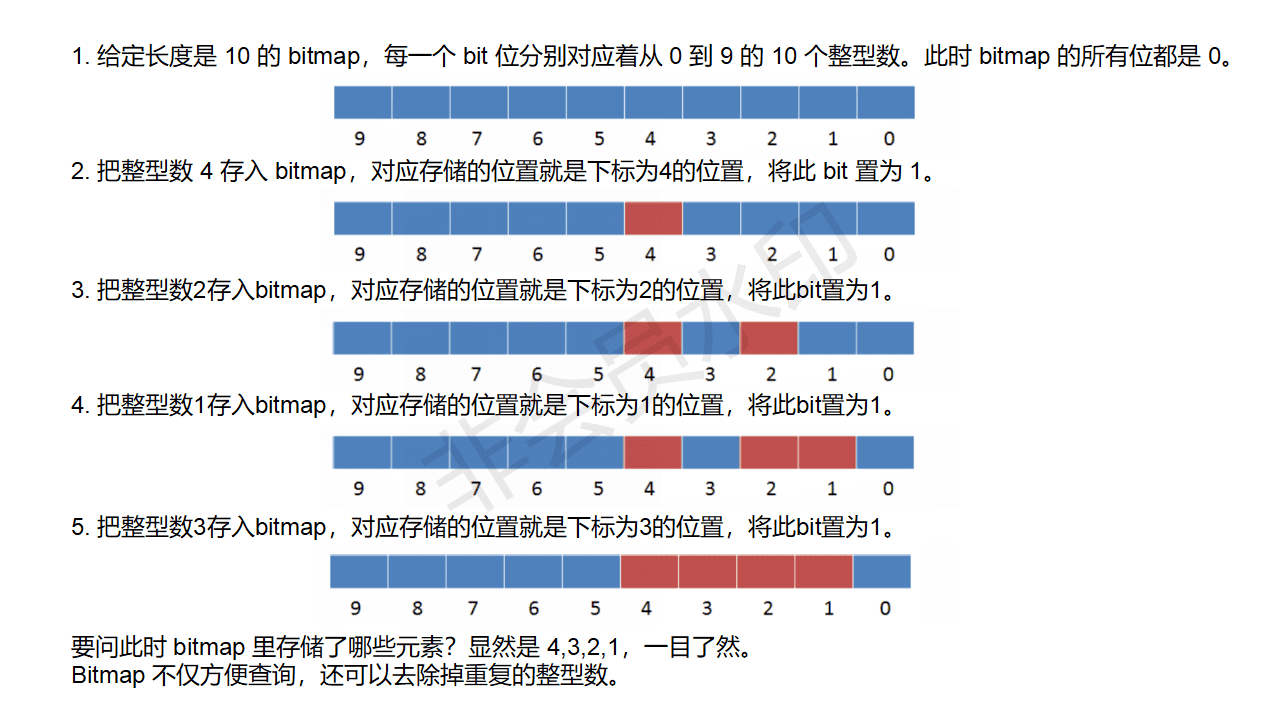 1. 给定长度是 10 的 bitmap，每一个 bit 位分别对应着从 0 到 9 的 10 个整型数。此时 bitmap 的所有位都是 0。
9 8 7 6 5 4 3 2 1 0
2. 把整型数 4 存入 bitmap，对应存储的位置就是下标为4的位置，将此 bit 置为 1。
9 8 7 6 5 4 3 2 1 0
3. 把整型数2存入bitmap，对应存储的位置就是下标为2的位置，将此bit置为1。
9 8 7 6 5 4 3 2 1 0
4. 把整型数1存入bitmap，对应存储的位置就是下标为1的位置，将此bit置为1。
9 8 7 6 5 4 3 2 1 0
5. 把整型数3存入bitmap，对应存储的位置就是下标为3的位置，将此bit置为1。
9 8 7 6 5 4 3 2 1 0
要问此时 bitmap 里存储了哪些元素？显然是 4,3,2,1，一目了然。
Bitmap 不仅方便查询，还可以去除掉重复的整型数。
非会员水印